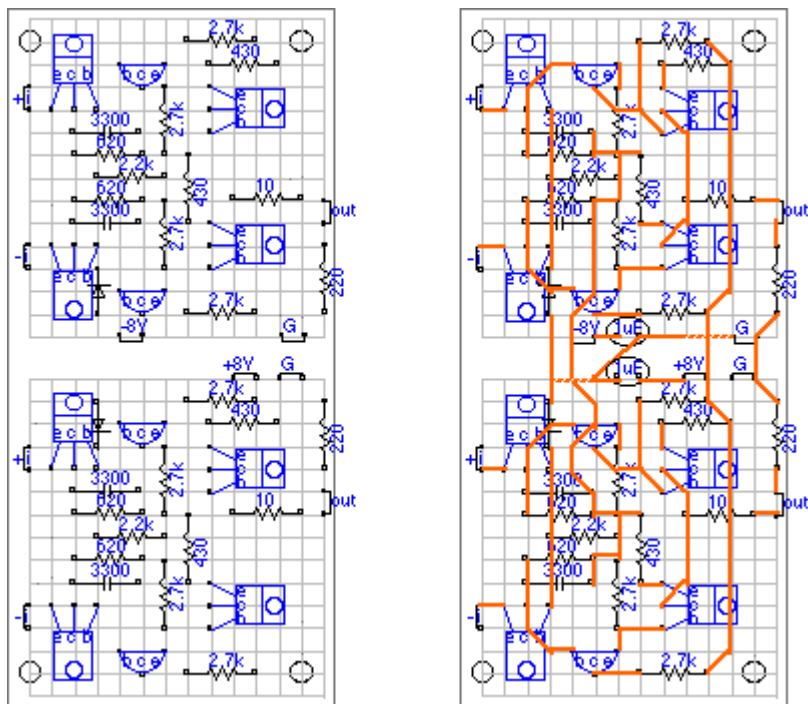 2.7k
430
e c b
b c e
+i
e
c
b
3300
620
2.7k
2.2k
620
430
10
3300
out
2.7k
-i
e c b
b c e
220
2.7k
-8V
G
+8V
G
2.7k
e c b
430
b c e
220
+i
3300
2.7k
620
10
out
2.2k
620
430
3300
2.7k
-i
e c b
b c e
2.7k
2.7k
430
e c b
b c e
+i
3300
620
2.7k
2.2k
620
430
10
3300
out
2.7k
-i
e c b
b c e
220
2.7k
-8V
1uF
G
1uF
+8V
G
2.7k
e c b
430
b c e
220
+i
3300
2.7k
620
10
out
2.2k
620
430
3300
2.7k
-i
e c b
b c e
2.7k